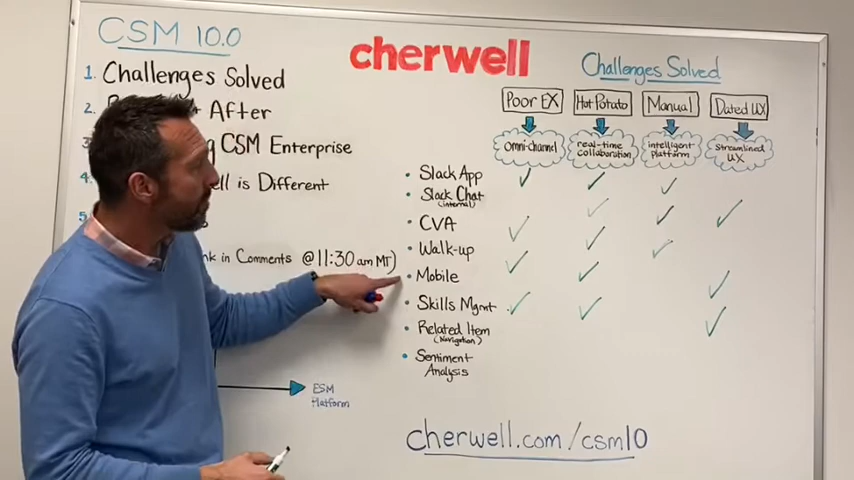 CSM 10.0
cherwell
Challenges Solved
1. Challenges Solved
2. + After
CSM Enterprise
is Different
in Comments @11:30 am MT)
ESM
Platform
Poor EX
Hot Potato
Manual
Dated UX
omni-channel
real-time
collaboration
intelligent
platform
Streamlined
UX
• Slack App
• Slack Chat
(internal)
• CVA
• Walk-up
• Mobile
• Skills Mgmt
• Related Item
(Navigation)
• Sentiment
Analysis
cherwell.com/csm10